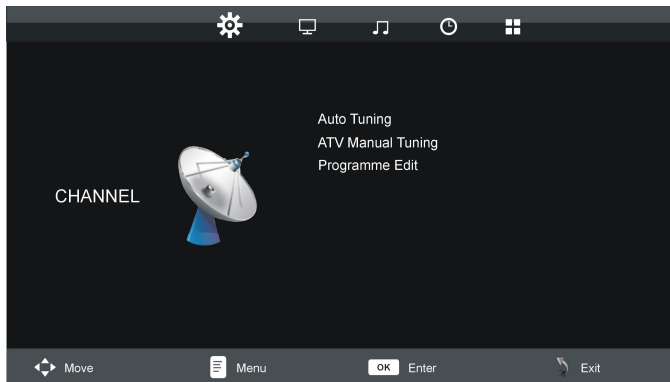 Auto Tuning
ATV Manual Tuning
Programme Edit
CHANNEL
Move Menu OK Enter Exit